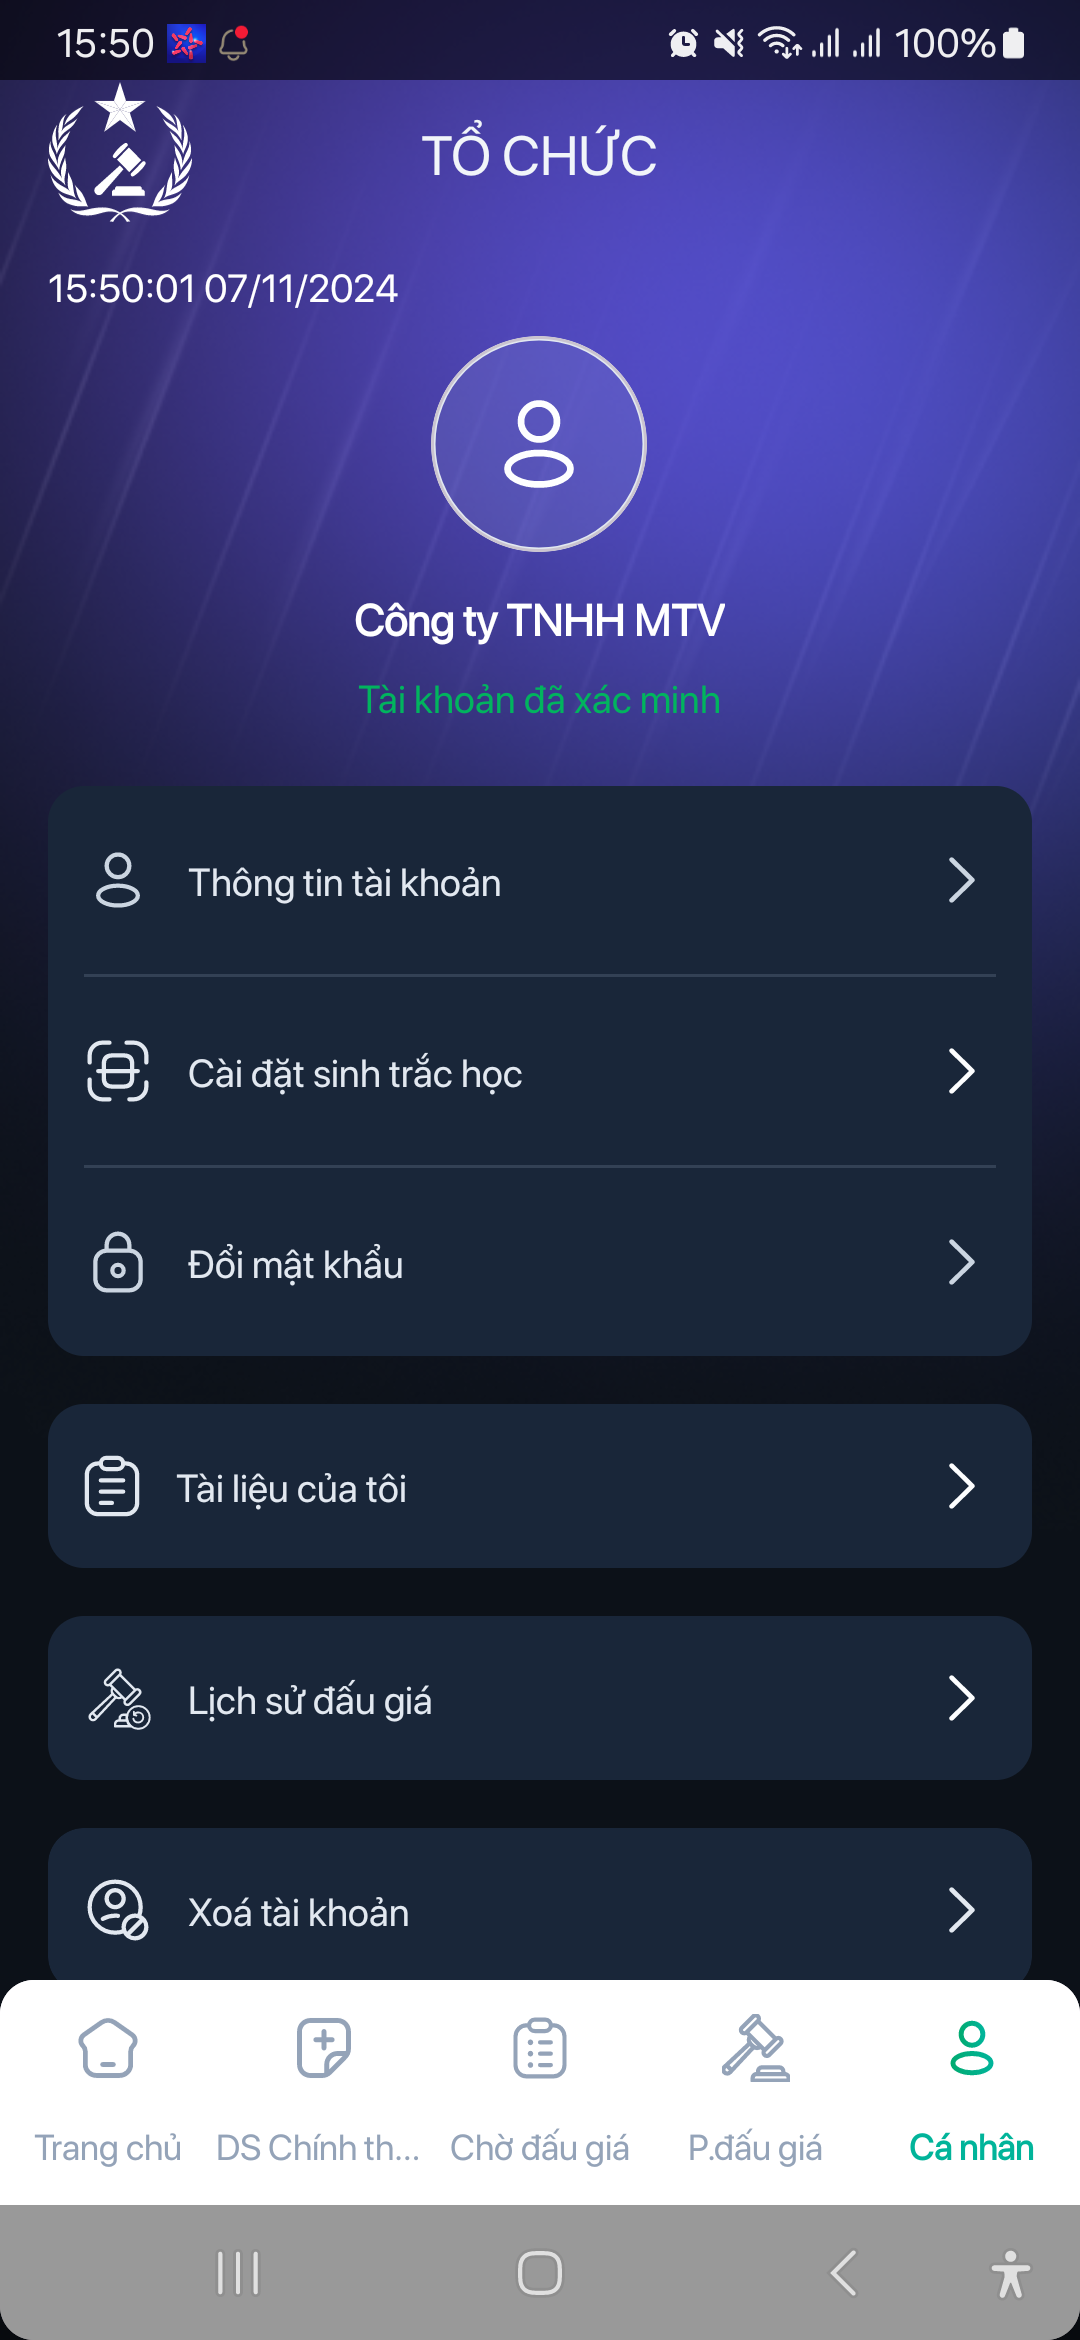 15:50
100%
TỔ CHỨC
15:50:01 07/11/2024
Công ty TNHH MTV
Tài khoản đã xác minh
Thông tin tài khoản
Cài đặt sinh trắc học
Đổi mật khẩu
Tài liệu của tôi
Lịch sử đấu giá
Xoá tài khoản
Trang chủ
DS Chính th...
Chờ đấu giá
P.đấu giá
Cá nhân